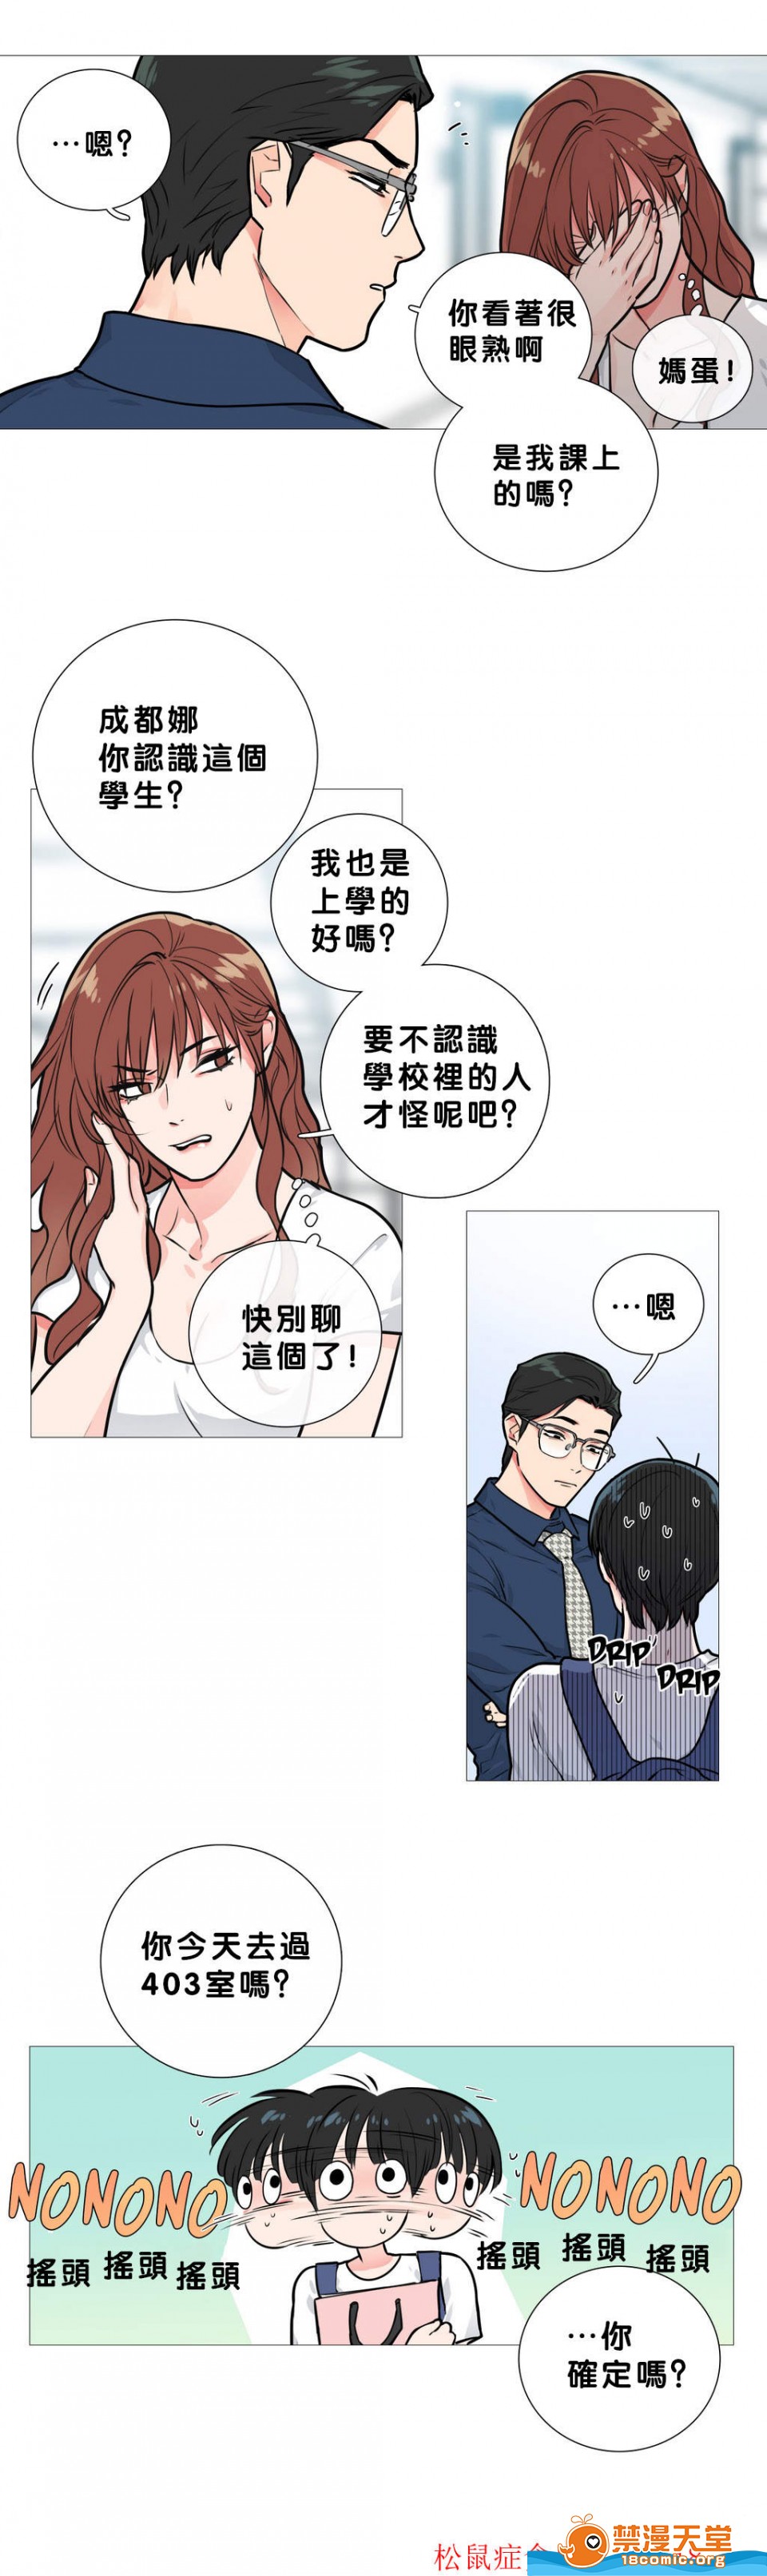 …嗯?
你看著很
眼熟啊
媽蛋!
是我課上
的嗎?
成都娜
你認識這個
學生?
我也是
上學的
好嗎?
要不認識
學校裡的人
才怪呢吧?
快別聊
這個了!
…嗯
DRIP
DRIP
你今天去過
403室嗎?
NONONO
NONONO
搖頭 搖頭 搖頭
搖頭 搖頭 搖頭
…你
確定嗎?
松鼠症
禁漫天堂
18comic.org